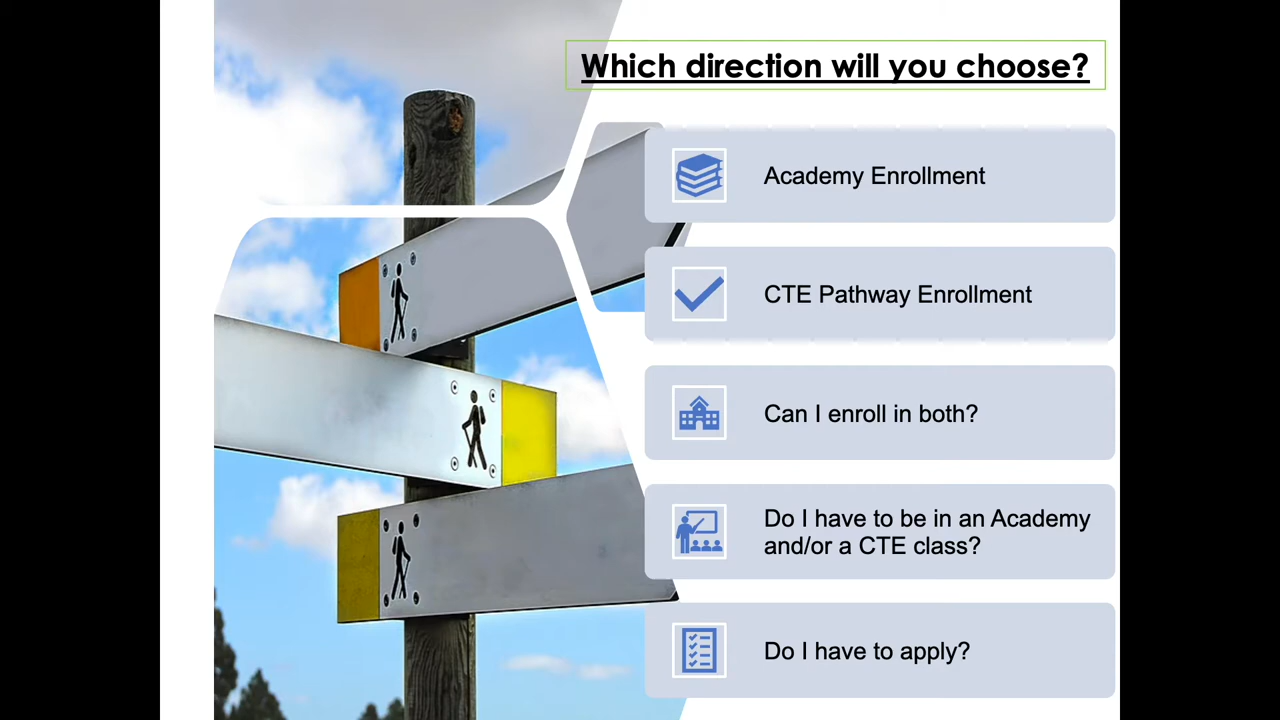 Which direction will you choose?
Academy Enrollment
CTE Pathway Enrollment
Can I enroll in both?
Do I have to be in an Academy
and/or a CTE class?
Do I have to apply?